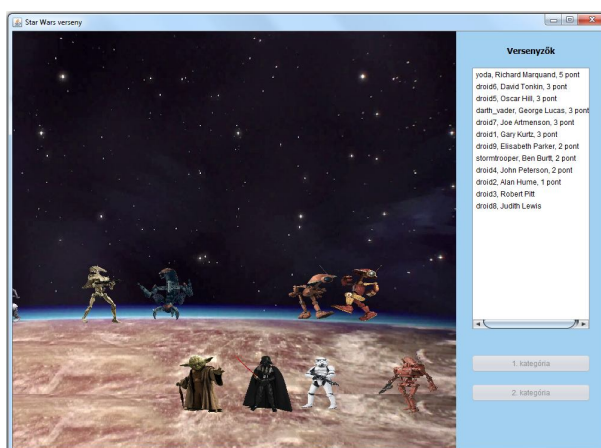 Star Wars verseny
Versenyzők
yoda, Richard Marquand, 5 pont
droid6, David Tonkin, 3 pont
droid5, Oscar Hill, 3 pont
darth_vader, George Lucas, 3 pont
droid7, Joe Artmenson, 3 pont
droid1, Gary Kurtz, 3 pont
droid9, Elisabeth Parker, 2 pont
stormtrooper, Ben Burtt, 2 pont
droid4, John Peterson, 2 pont
droid2, Alan Hume, 1 pont
droid3, Robert Pitt
droid8, Judith Lewis
1. kategória
2. kategória